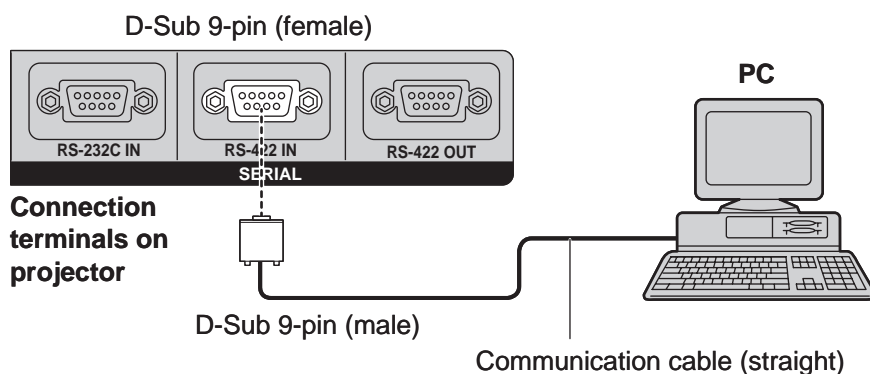 D-Sub 9-pin (female)
PC
RS-232C IN
RS-422 IN
RS-422 OUT
SERIAL
Connection
terminals on
projector
D-Sub 9-pin (male)
Communication cable (straight)